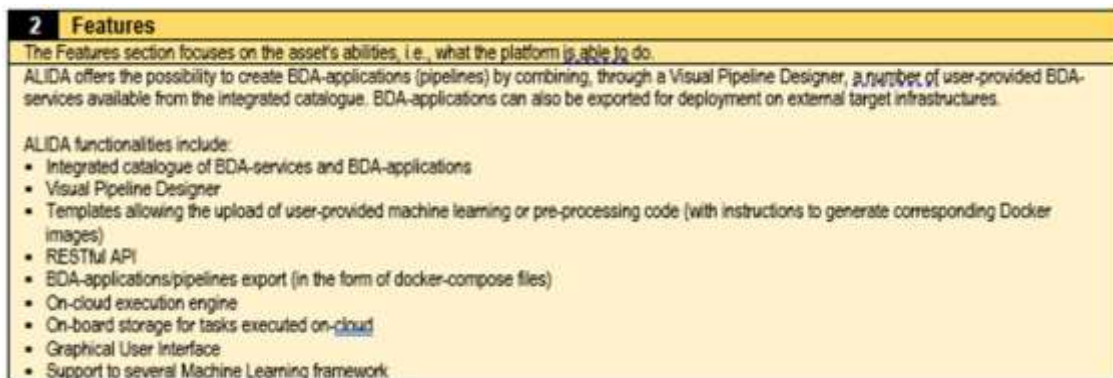 2 Features
The Features section focuses on the asset's abilities, i.e., what the platform is able to do.
ALIDA offers the possibility to create BDA-applications (pipelines) by combining, through a Visual Pipeline Designer, a number of user-provided BDA-
services available from the integrated catalogue. BDA-applications can also be exported for deployment on external target infrastructures.
ALIDA functionalities include:
• Integrated catalogue of BDA-services and BDA-applications
• Visual Pipeline Designer
• Templates allowing the upload of user-provided machine learning or pre-processing code (with instructions to generate corresponding Docker
images)
• RESTful API
• BDA-applications/pipelines export (in the form of docker-compose files)
• On-cloud execution engine
• On-board storage for tasks executed on-cloud
• Graphical User Interface
• Support to several Machine Learning framework